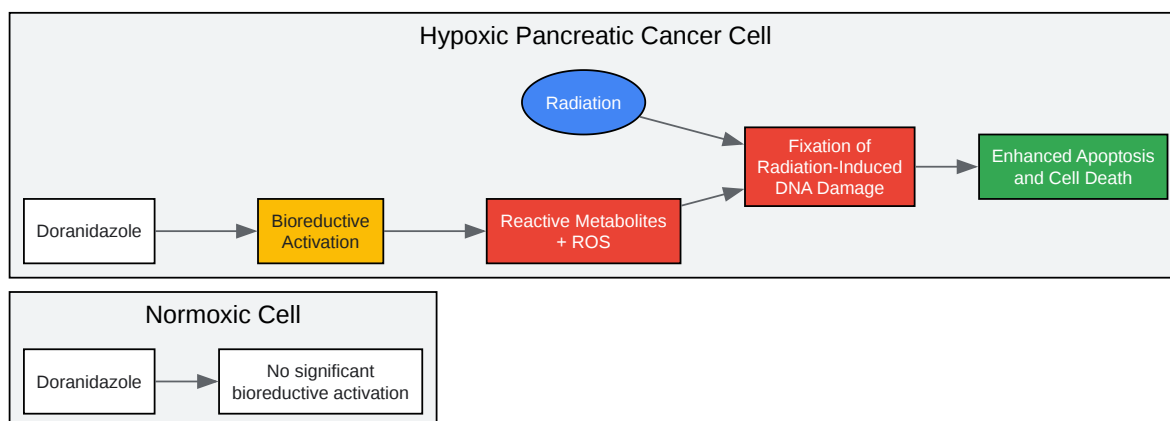 Hypoxic Pancreatic Cancer Cell
Radiation
Fixation of
Radiation-Induced
DNA Damage
Enhanced Apoptosis
and Cell Death
Doranidazole
Bioreductive
Activation
Reactive Metabolites
+ ROS
Normoxic Cell
Doranidazole
No significant
bioreductive activation